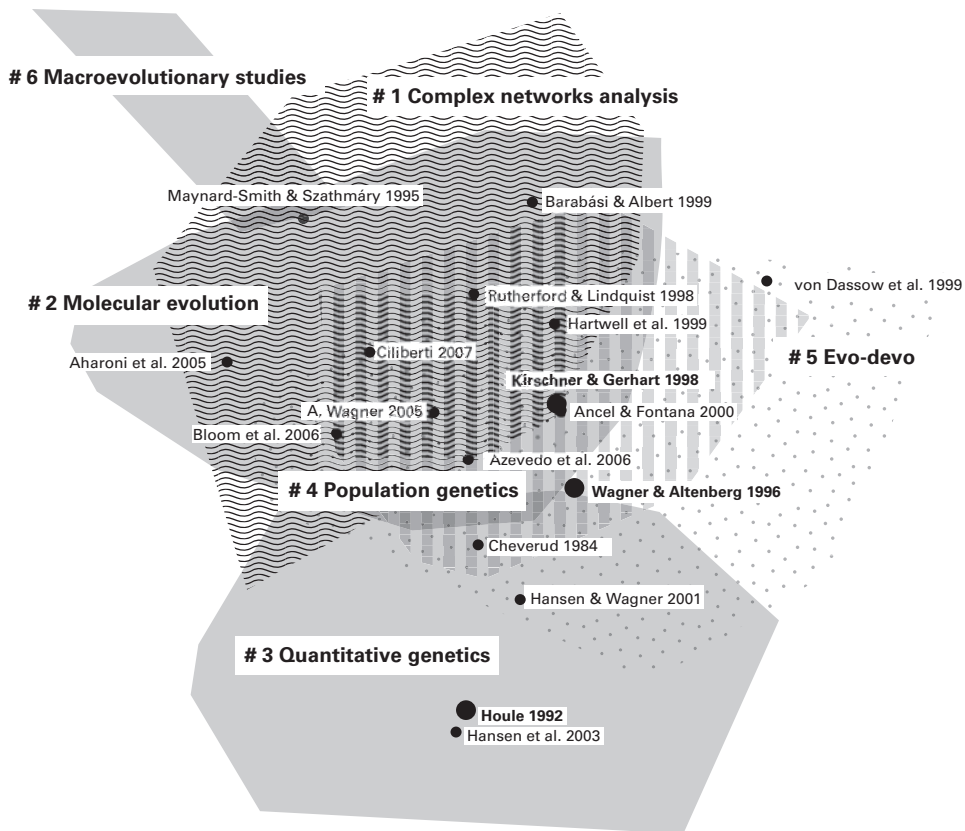 # 6 Macroevolutionary studies
# 1 Complex networks analysis
Maynard-Smith & Szathmáry 1995
Barabási & Albert 1999
von Dassow et al. 1999
Rutherford & Lindquist 1998
# 2 Molecular evolution
Hartwell et al. 1999
Ciliberti 2007
# 5 Evo-devo
Aharoni et al. 2005
Kirschner & Gerhart 1998
A. Wagner 2005
Ancel & Fontana 2000
Bloom et al. 2006
Azevedo et al. 2006
# 4 Population genetics
Wagner & Altenberg 1996
Cheverud 1984
Hansen & Wagner 2001
# 3 Quantitative genetics
Houle 1992
Hansen et al. 2003